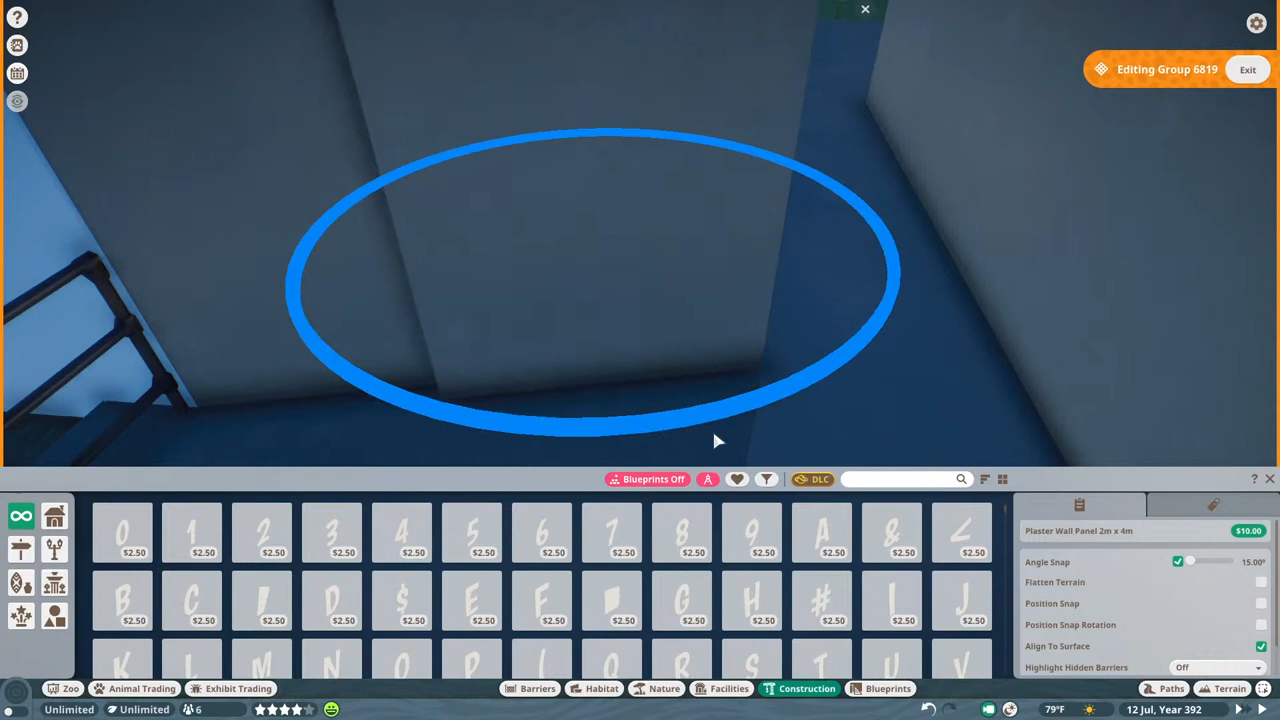 Editing Group 6819 Exit
Blueprints Off DLC
0 $2.50 1 $2.50 2 $2.50 3 $2.50 4 $2.50 5 $2.50 6 $2.50 7 $2.50 8 $2.50 9 $2.50 A $2.50 & $2.50 $2.50
B $2.50 C $2.50 $2.50 D $2.50 $ $2.50 E $2.50 F $2.50 $2.50 G $2.50 H $2.50 # $2.50 I $2.50 J $2.50
K L M N O P ( Q R S T U V
Plaster Wall Panel 2m x 4m $10.00
Angle Snap 15.00°
Flatten Terrain
Position Snap
Position Snap Rotation
Align To Surface
Highlight Hidden Barriers Off
Zoo Animal Trading Exhibit Trading Barriers Habitat Nature Facilities Construction Blueprints Paths Terrain
Unlimited Unlimited 6 79°F 12 Jul, Year 392